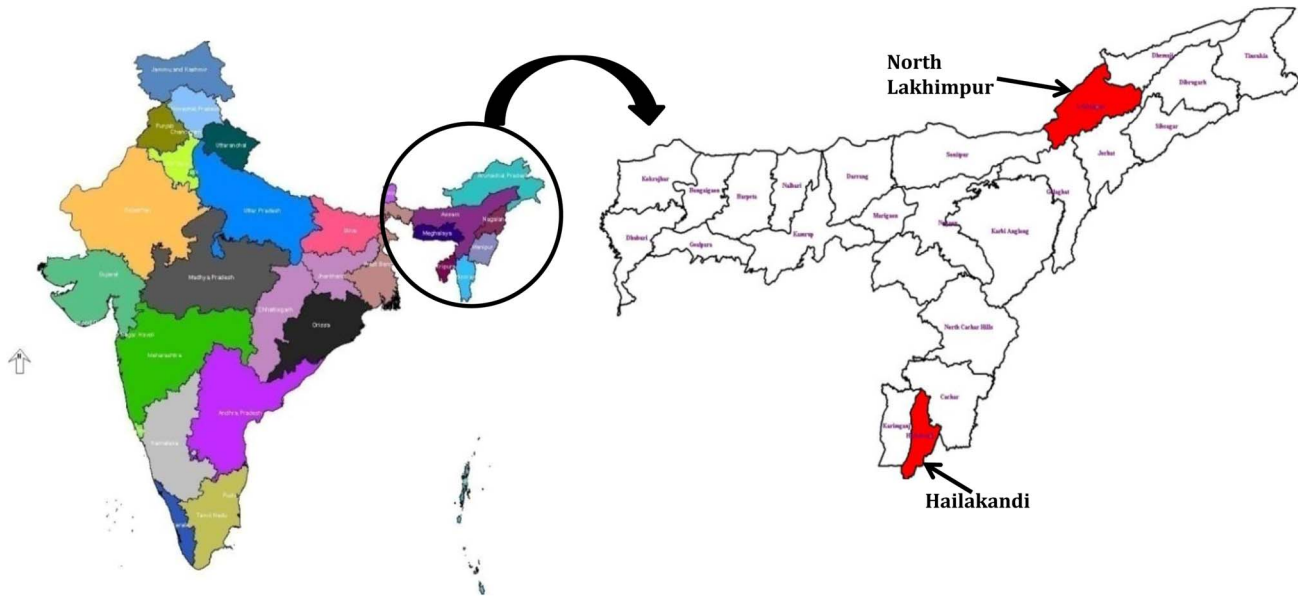 Jammu and Kashmir
Himachal Pradesh
Punjab
Chandigarh
Uttaranchal
Rajasthan
Uttar Pradesh
Bihar
Gujarat
Madhya Pradesh
Jharkhand
Chhattisgarh
Orissa
Maharashtra
Andhra Pradesh
Karnataka
Tamil Nadu
N
Arunachal Pradesh
Assam
Nagaland
Meghalaya
Manipur
North
Lakhimpur
Dhemaji
Tinsukia
Dibrugarh
Sibsagar
Jorhat
Golaghat
Sonitpur
Kokrajhar
Bongaigaon
Barpeta
Nalbari
Darrang
Marigaon
Karbi Anglong
Dhuburi
Goalpara
Kamrup
North Cachar Hills
Cachar
Karimganj
Hailakandi